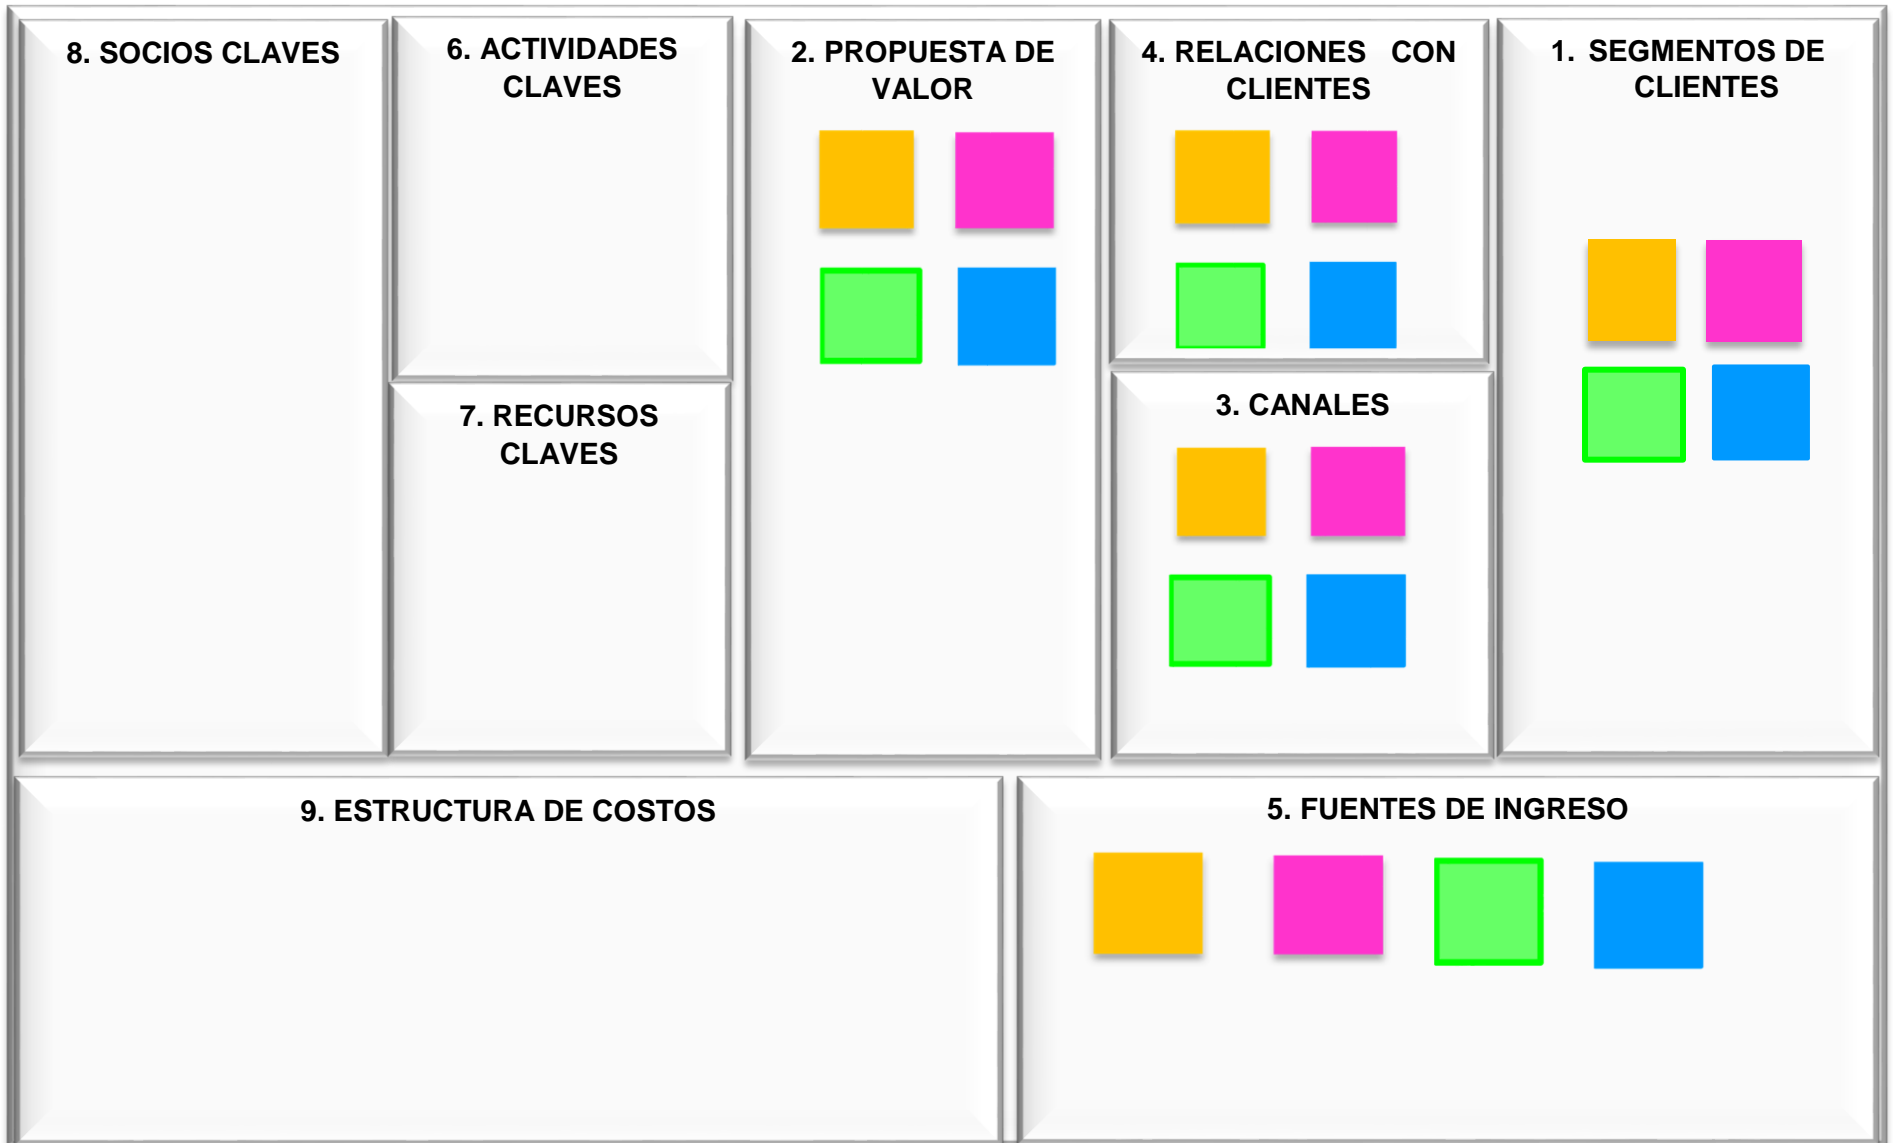 8. SOCIOS CLAVES
6. ACTIVIDADES
CLAVES
2. PROPUESTA DE
VALOR
4. RELACIONES CON
CLIENTES
1. SEGMENTOS DE
CLIENTES
7. RECURSOS
CLAVES
3. CANALES
9. ESTRUCTURA DE COSTOS
5. FUENTES DE INGRESO